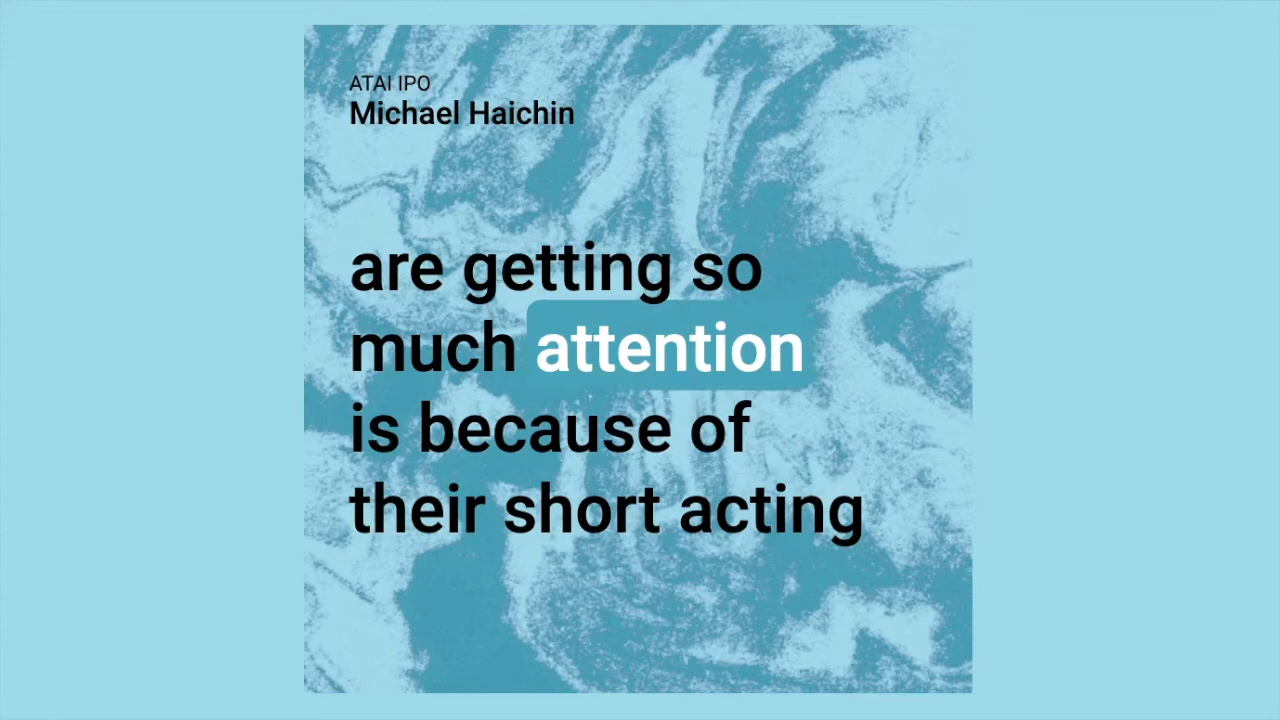 ATAI IPO
Michael Haichin
are getting so
much attention
is because of
their short acting